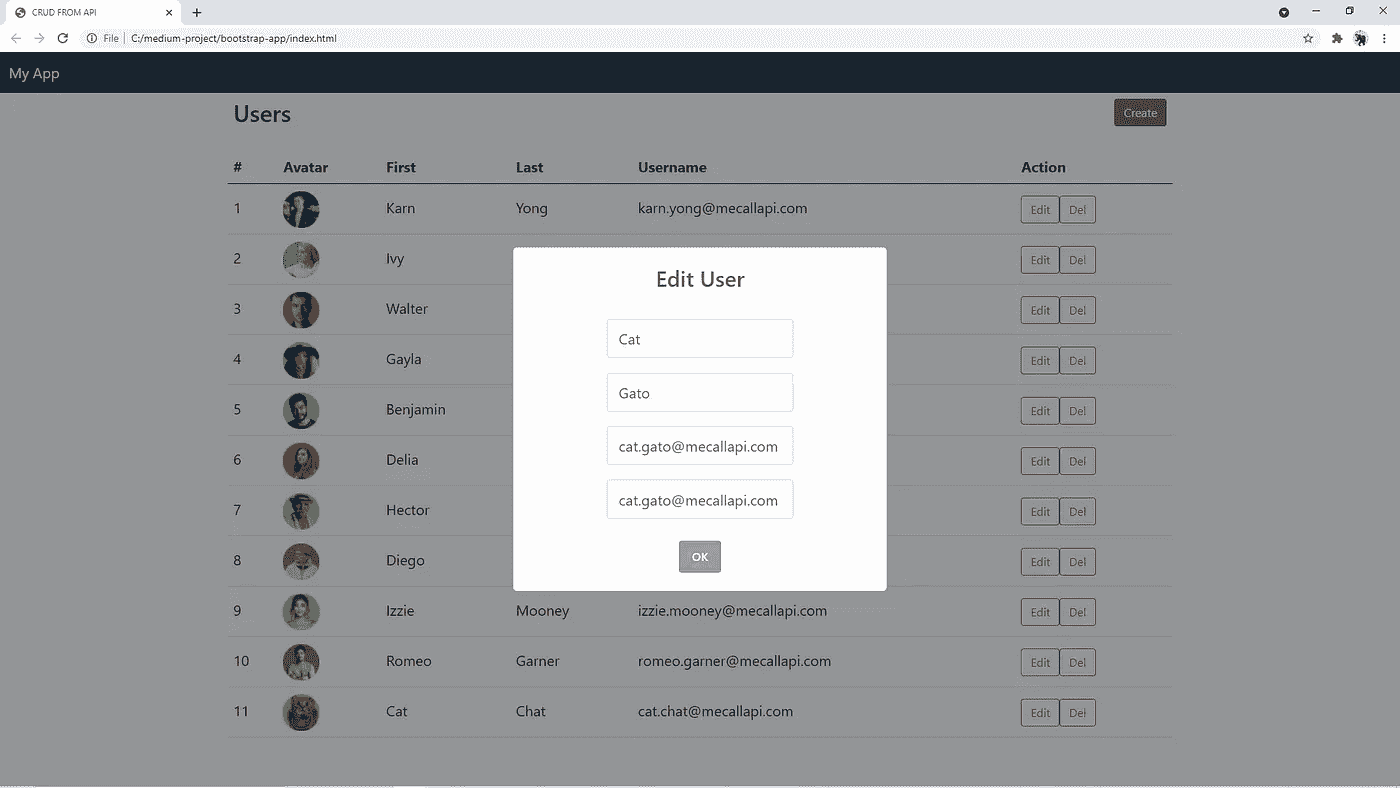 CRUD FROM API
File C:/medium-project/bootstrap-app/index.html
My App
Users Create
# Avatar First Last Username Action
1 Karn Yong karn.yong@mecallapi.com Edit Del
2 Ivy Edit Del
3 Walter Edit Del
4 Gayla Edit Del
5 Benjamin Edit Del
6 Delia Edit Del
7 Hector Edit Del
8 Diego Edit Del
9 Izzie Mooney izzie.mooney@mecallapi.com Edit Del
10 Romeo Garner romeo.garner@mecallapi.com Edit Del
11 Cat Chat cat.chat@mecallapi.com Edit Del
Edit User
Cat
Gato
cat.gato@mecallapi.com
cat.gato@mecallapi.com
OK